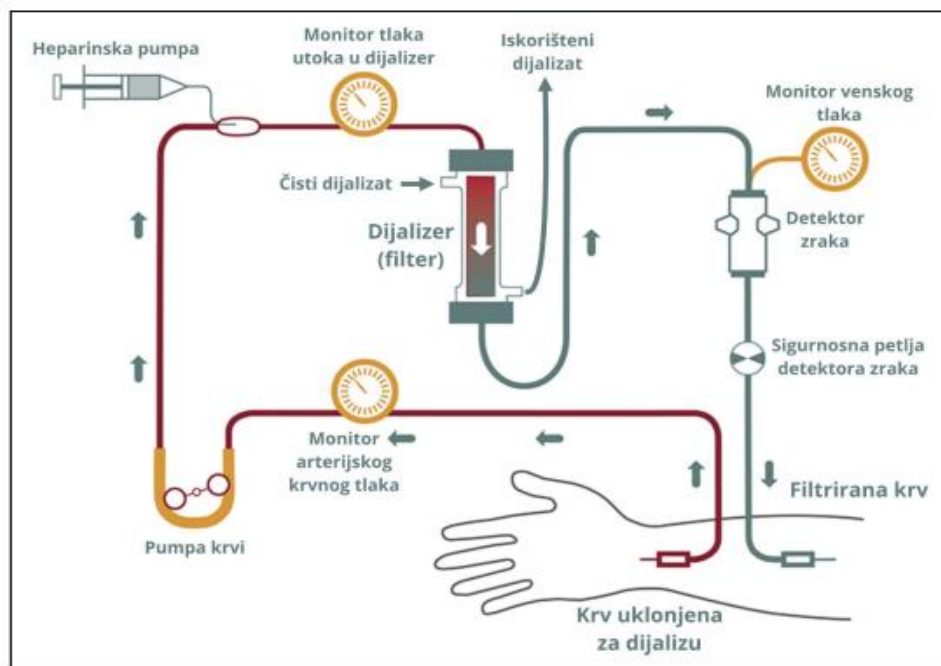 Heparinska pumpa
Monitor tlaka
utoka u dijalizer
Iskorišteni
dijalizat
Monitor venskog
tlaka
Čisti dijalizat
Dijalizer
(filter)
Detektor
zraka
Sigurnosna petlja
detektora zraka
Monitor
arterijskog
krvnog tlaka
Filtrirana krv
Pumpa krvi
Krv uklonjena
za dijalizu